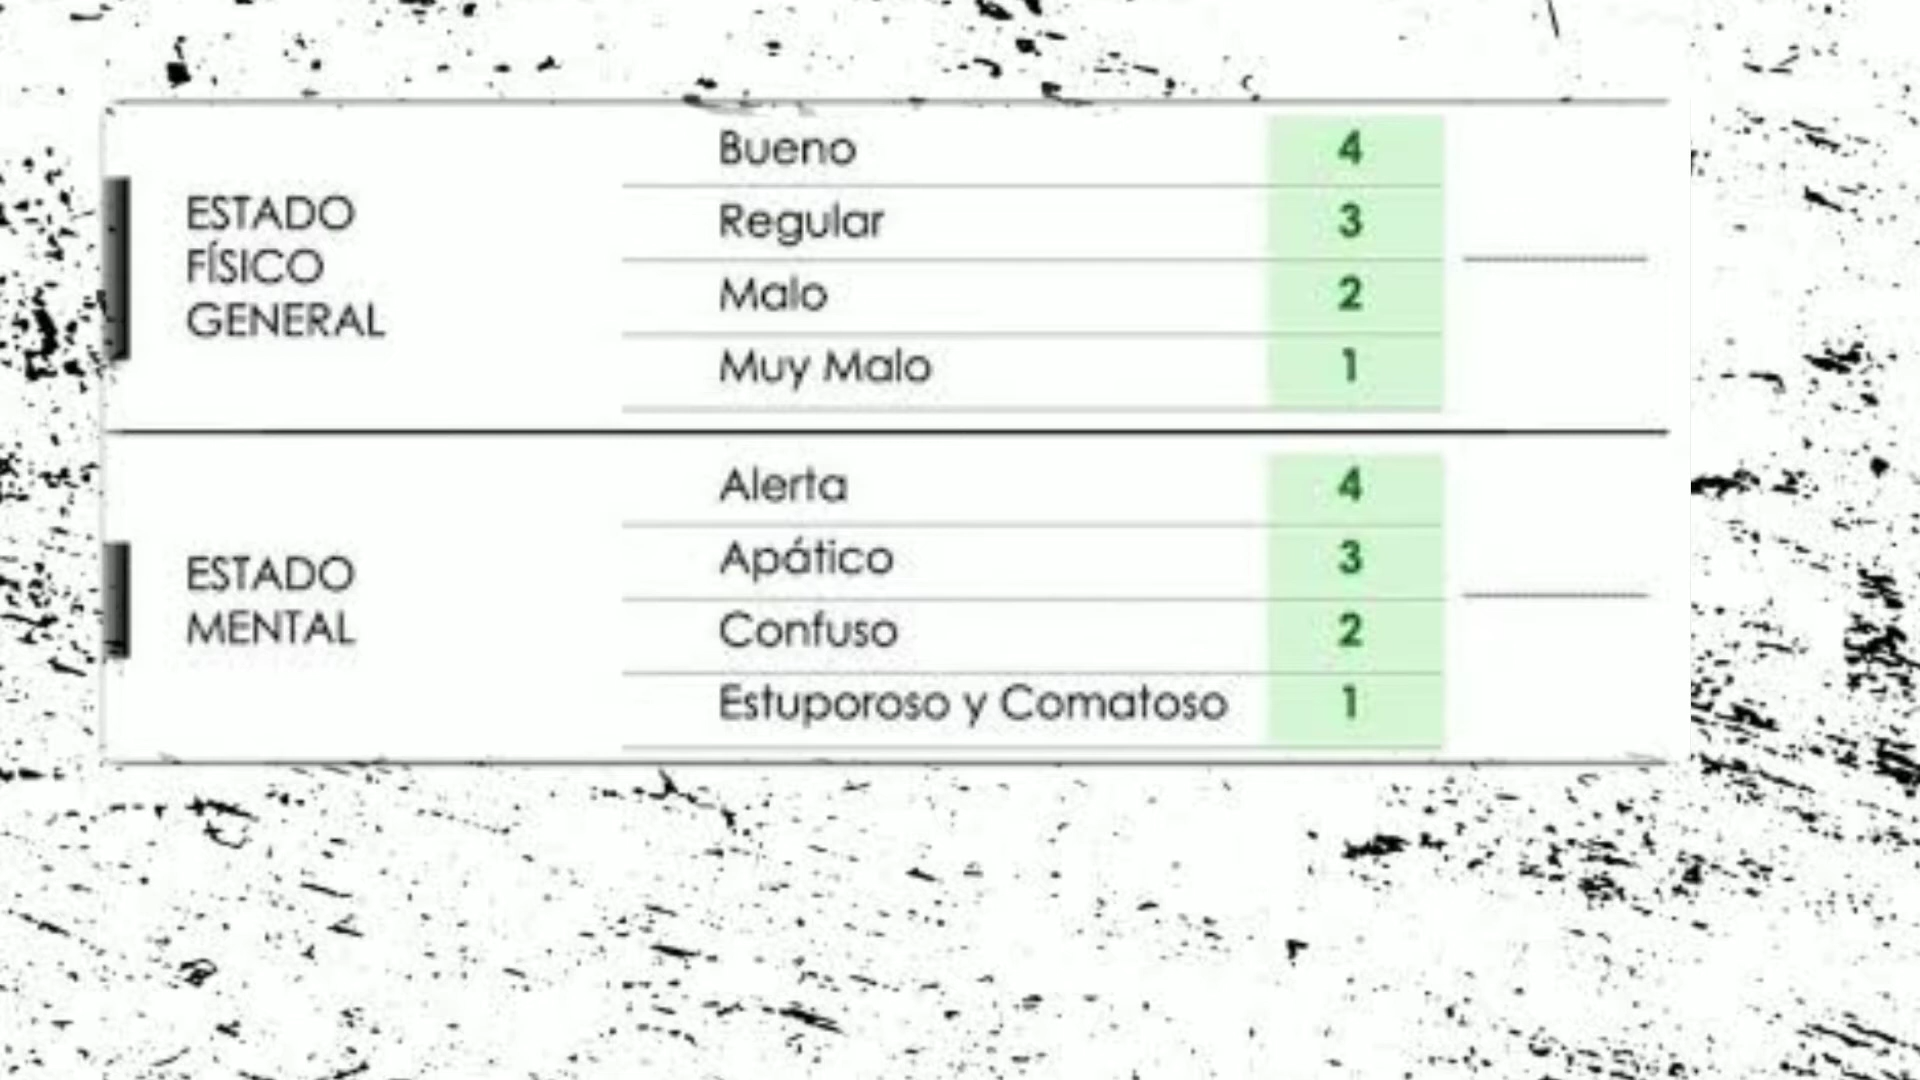 Bueno 4
ESTADO
FÍSICO
GENERAL
Regular 3
Malo 2
Muy Malo 1
Alerta 4
ESTADO
MENTAL
Apático 3
Confuso 2
Estuporoso y Comatoso 1